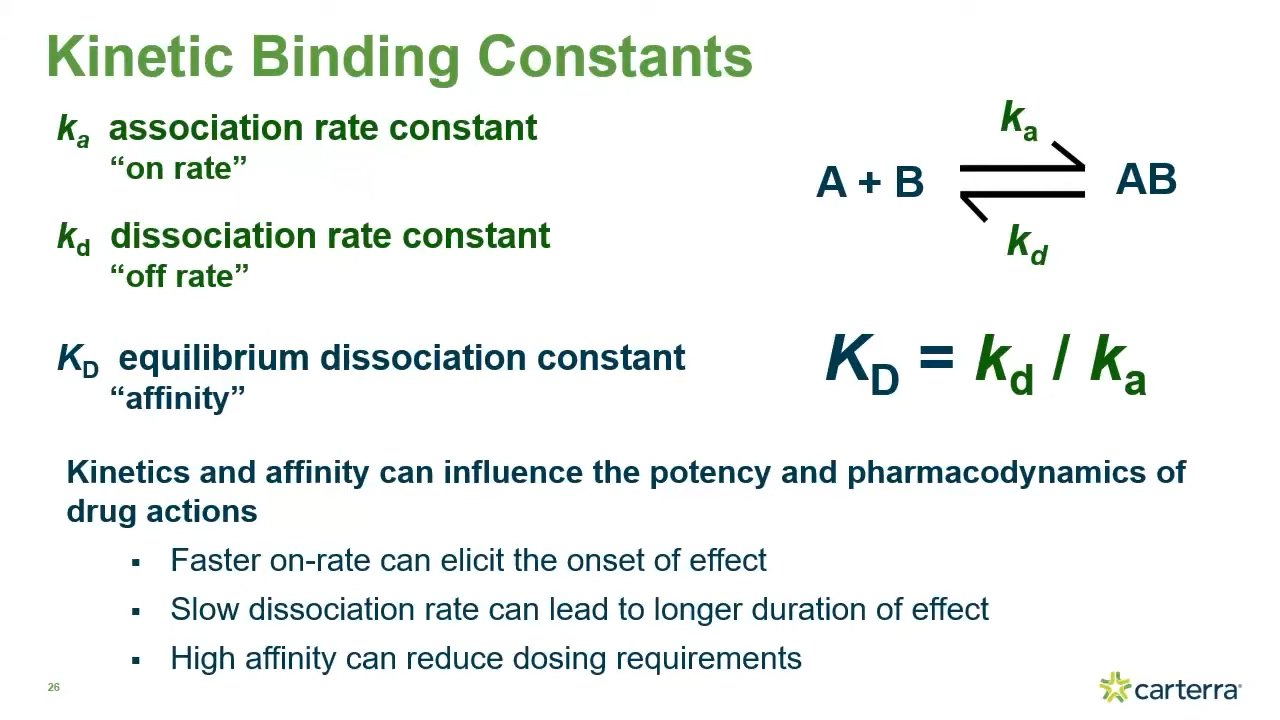 Kinetic Binding Constants
ka association rate constant
“on rate”
kd dissociation rate constant
“off rate”
KD equilibrium dissociation constant
“affinity”
ka
A + B AB
kd
KD = kd / ka
Kinetics and affinity can influence the potency and pharmacodynamics of
drug actions
▪ Faster on-rate can elicit the onset of effect
▪ Slow dissociation rate can lead to longer duration of effect
▪ High affinity can reduce dosing requirements
26
carterra